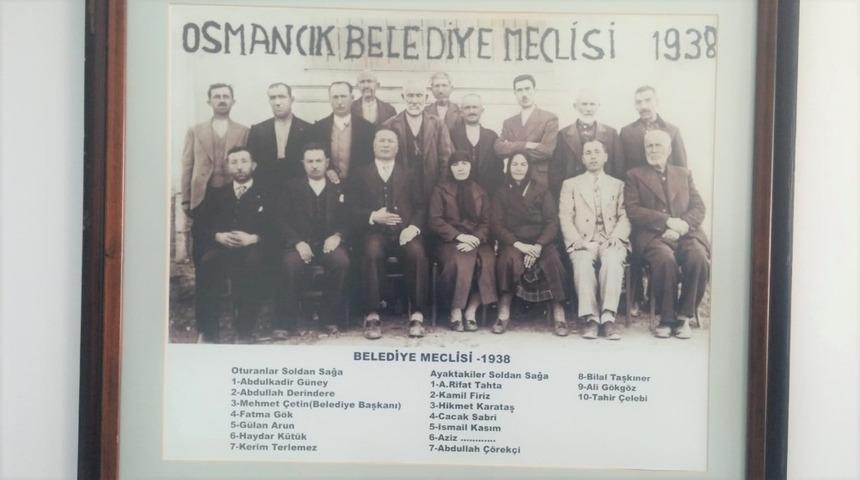 OSMANCIK BELEDİYE MECLİSİ 1938
BELEDİYE MECLİSİ -1938
Oturanlar Soldan Sağa
1-Abdulkadir Güney
2-Abdullah Derindere
3-Mehmet Çetin(Belediye Başkanı)
4-Fatma Gök
5-Gülan Arun
6-Haydar Kütük
7-Kerim Terlemez
Ayaktakiler Soldan Sağa
1-A.Rifat Tahta
2-Kamil Firiz
3-Hikmet Karataş
4-Cacak Sabri
5-Ismail Kasım
6-Aziz ............
7-Abdullah Çörekçi
8-Bilal Taşkıner
9-Ali Gökgöz
10-Tahir Çelebi